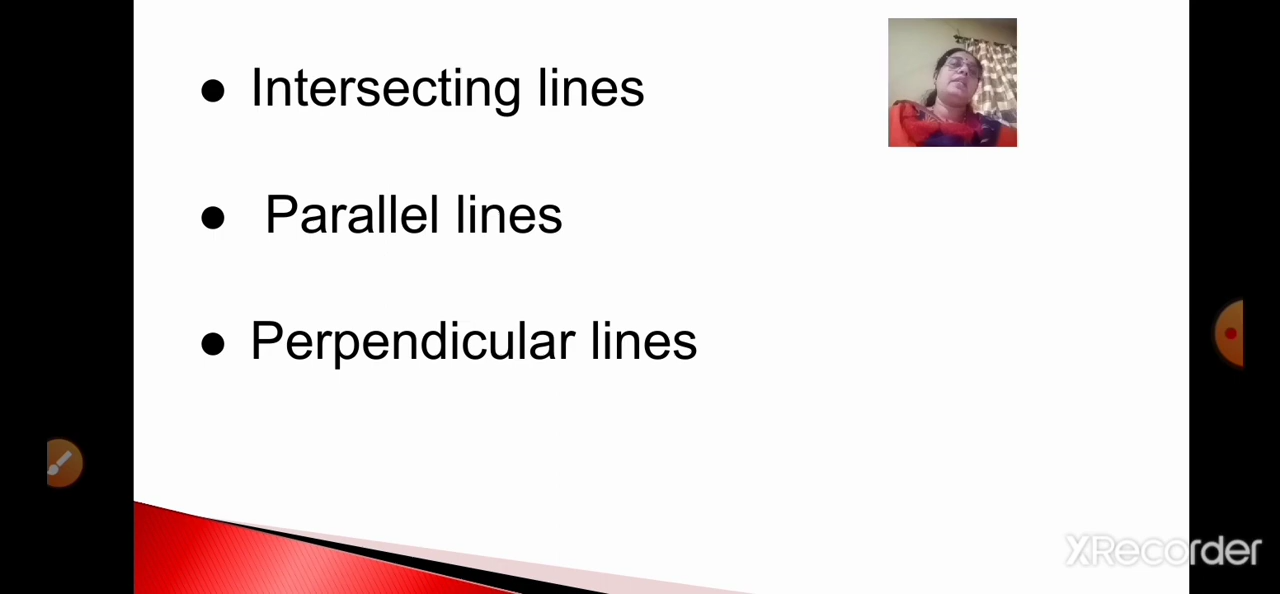 ● Intersecting lines
● Parallel lines
● Perpendicular lines
XRecorder